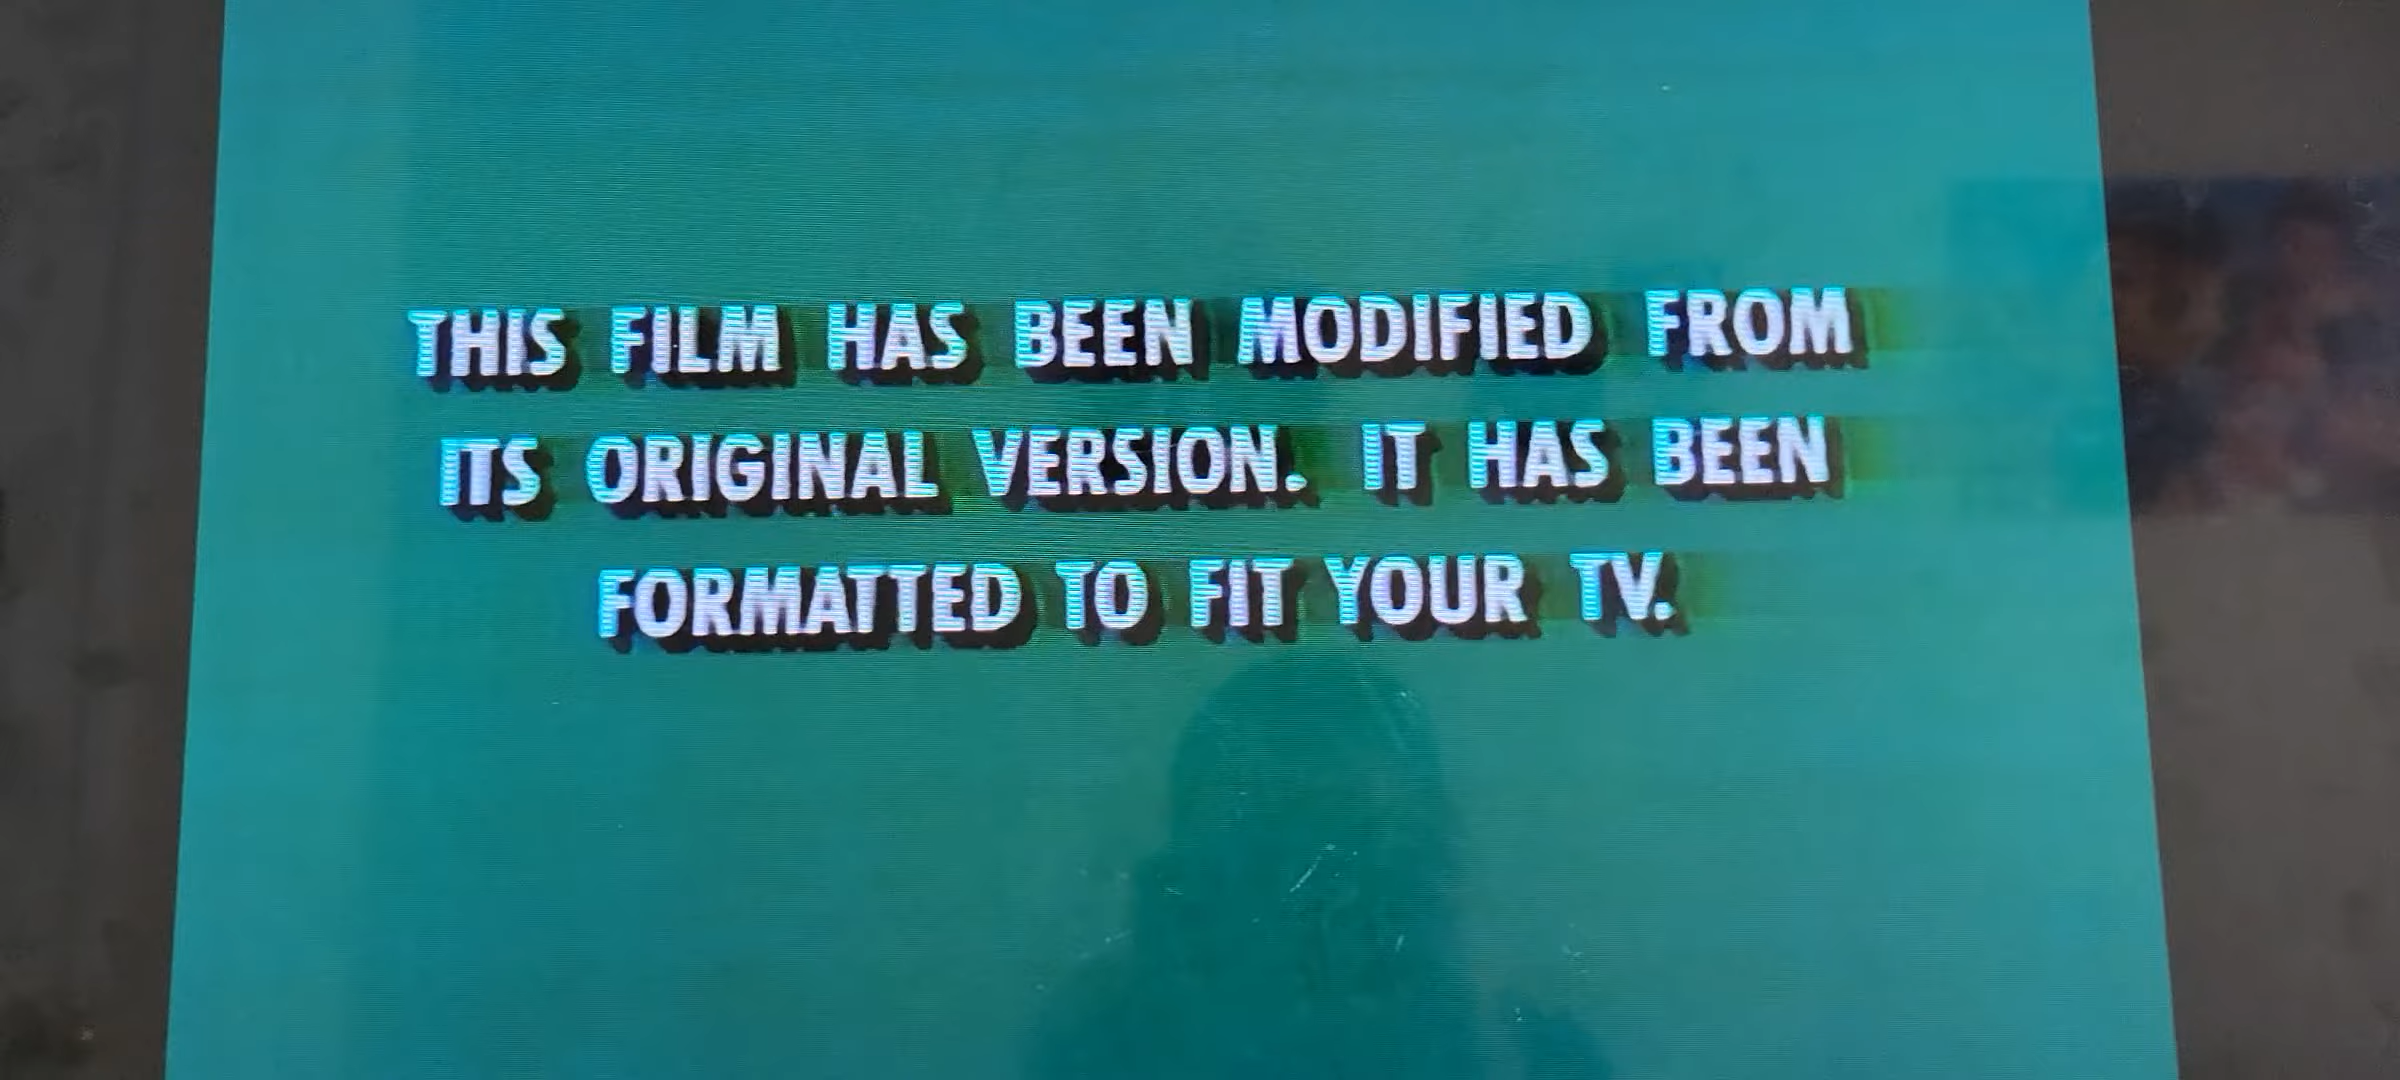 THIS FILM HAS BEEN MODIFIED FROM
ITS ORIGINAL VERSION. IT HAS BEEN
FORMATTED TO FIT YOUR TV.